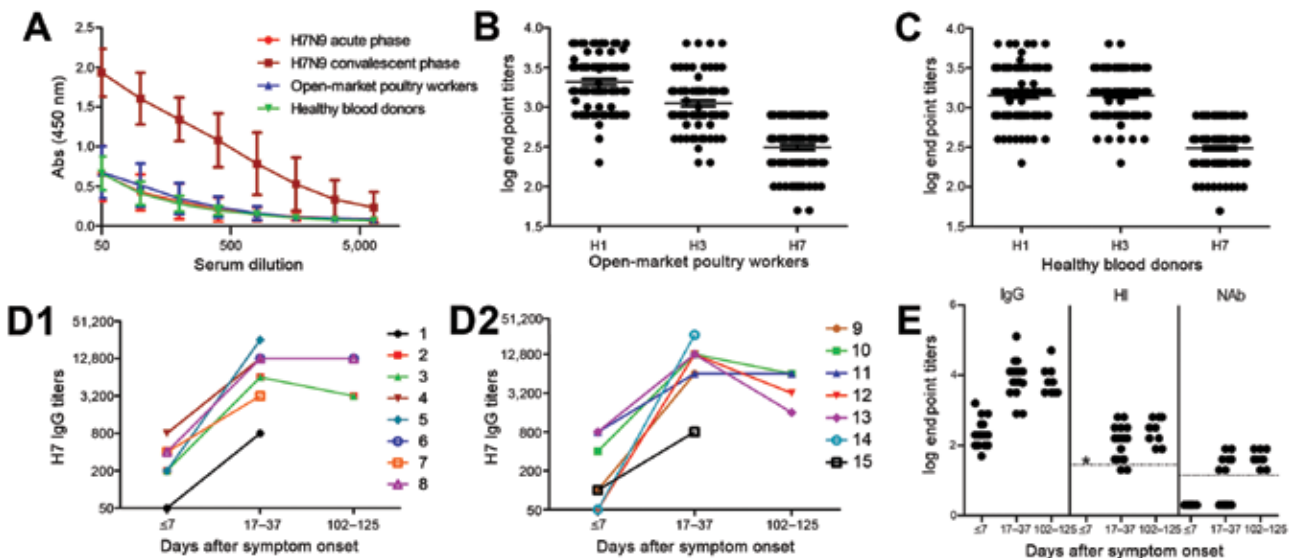 A
2.5
2.0
1.5
1.0
0.5
0.0
Abs (450 nm)
50
500
5,000
Serum dilution
H7N9 acute phase
H7N9 convalescent phase
Open-market poultry workers
Healthy blood donors
B
4.0
3.5
3.0
2.5
2.0
1.5
log endpoint titers
H1
H3
H7
Open-market poultry workers
C
4.0
3.5
3.0
2.5
2.0
1.5
log endpoint titers
H1
H3
H7
Healthy blood donors
D1
51,200
12,800
3,200
800
200
50
H7 IgG titers
≤7
17–37
102–125
Days after symptom onset
1
2
3
4
5
6
7
8
D2
51,200
12,800
3,200
800
200
50
H7 IgG titers
≤7
17–37
102–125
Days after symptom onset
9
10
11
12
13
14
15
E
IgG
HI
NAb
6
4
2
0
log endpoint titers
*
≤7 17–37 102–125 ≤7 17–37 102–125 ≤7 17–37 102–125
Days after symptom onset